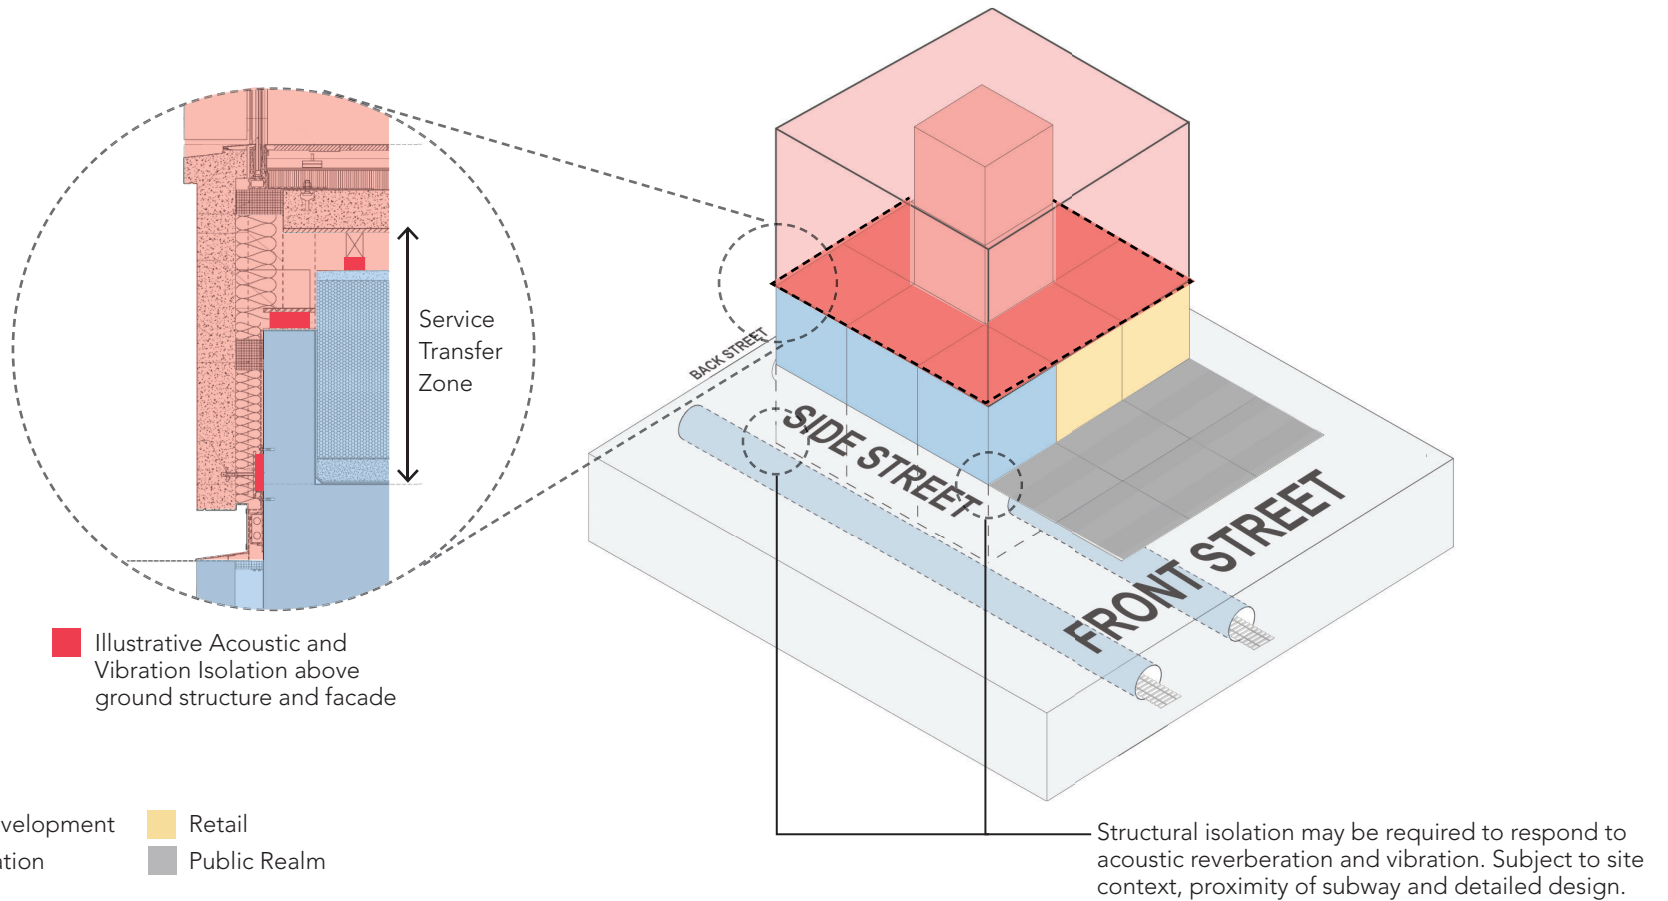 Service
Transfer
Zone
BACK STREET
SIDE STREET
FRONT STREET
Illustrative Acoustic and
Vibration Isolation above
ground structure and facade
Retail
Public Realm
Structural isolation may be required to respond to
acoustic reverberation and vibration. Subject to site
context, proximity of subway and detailed design.